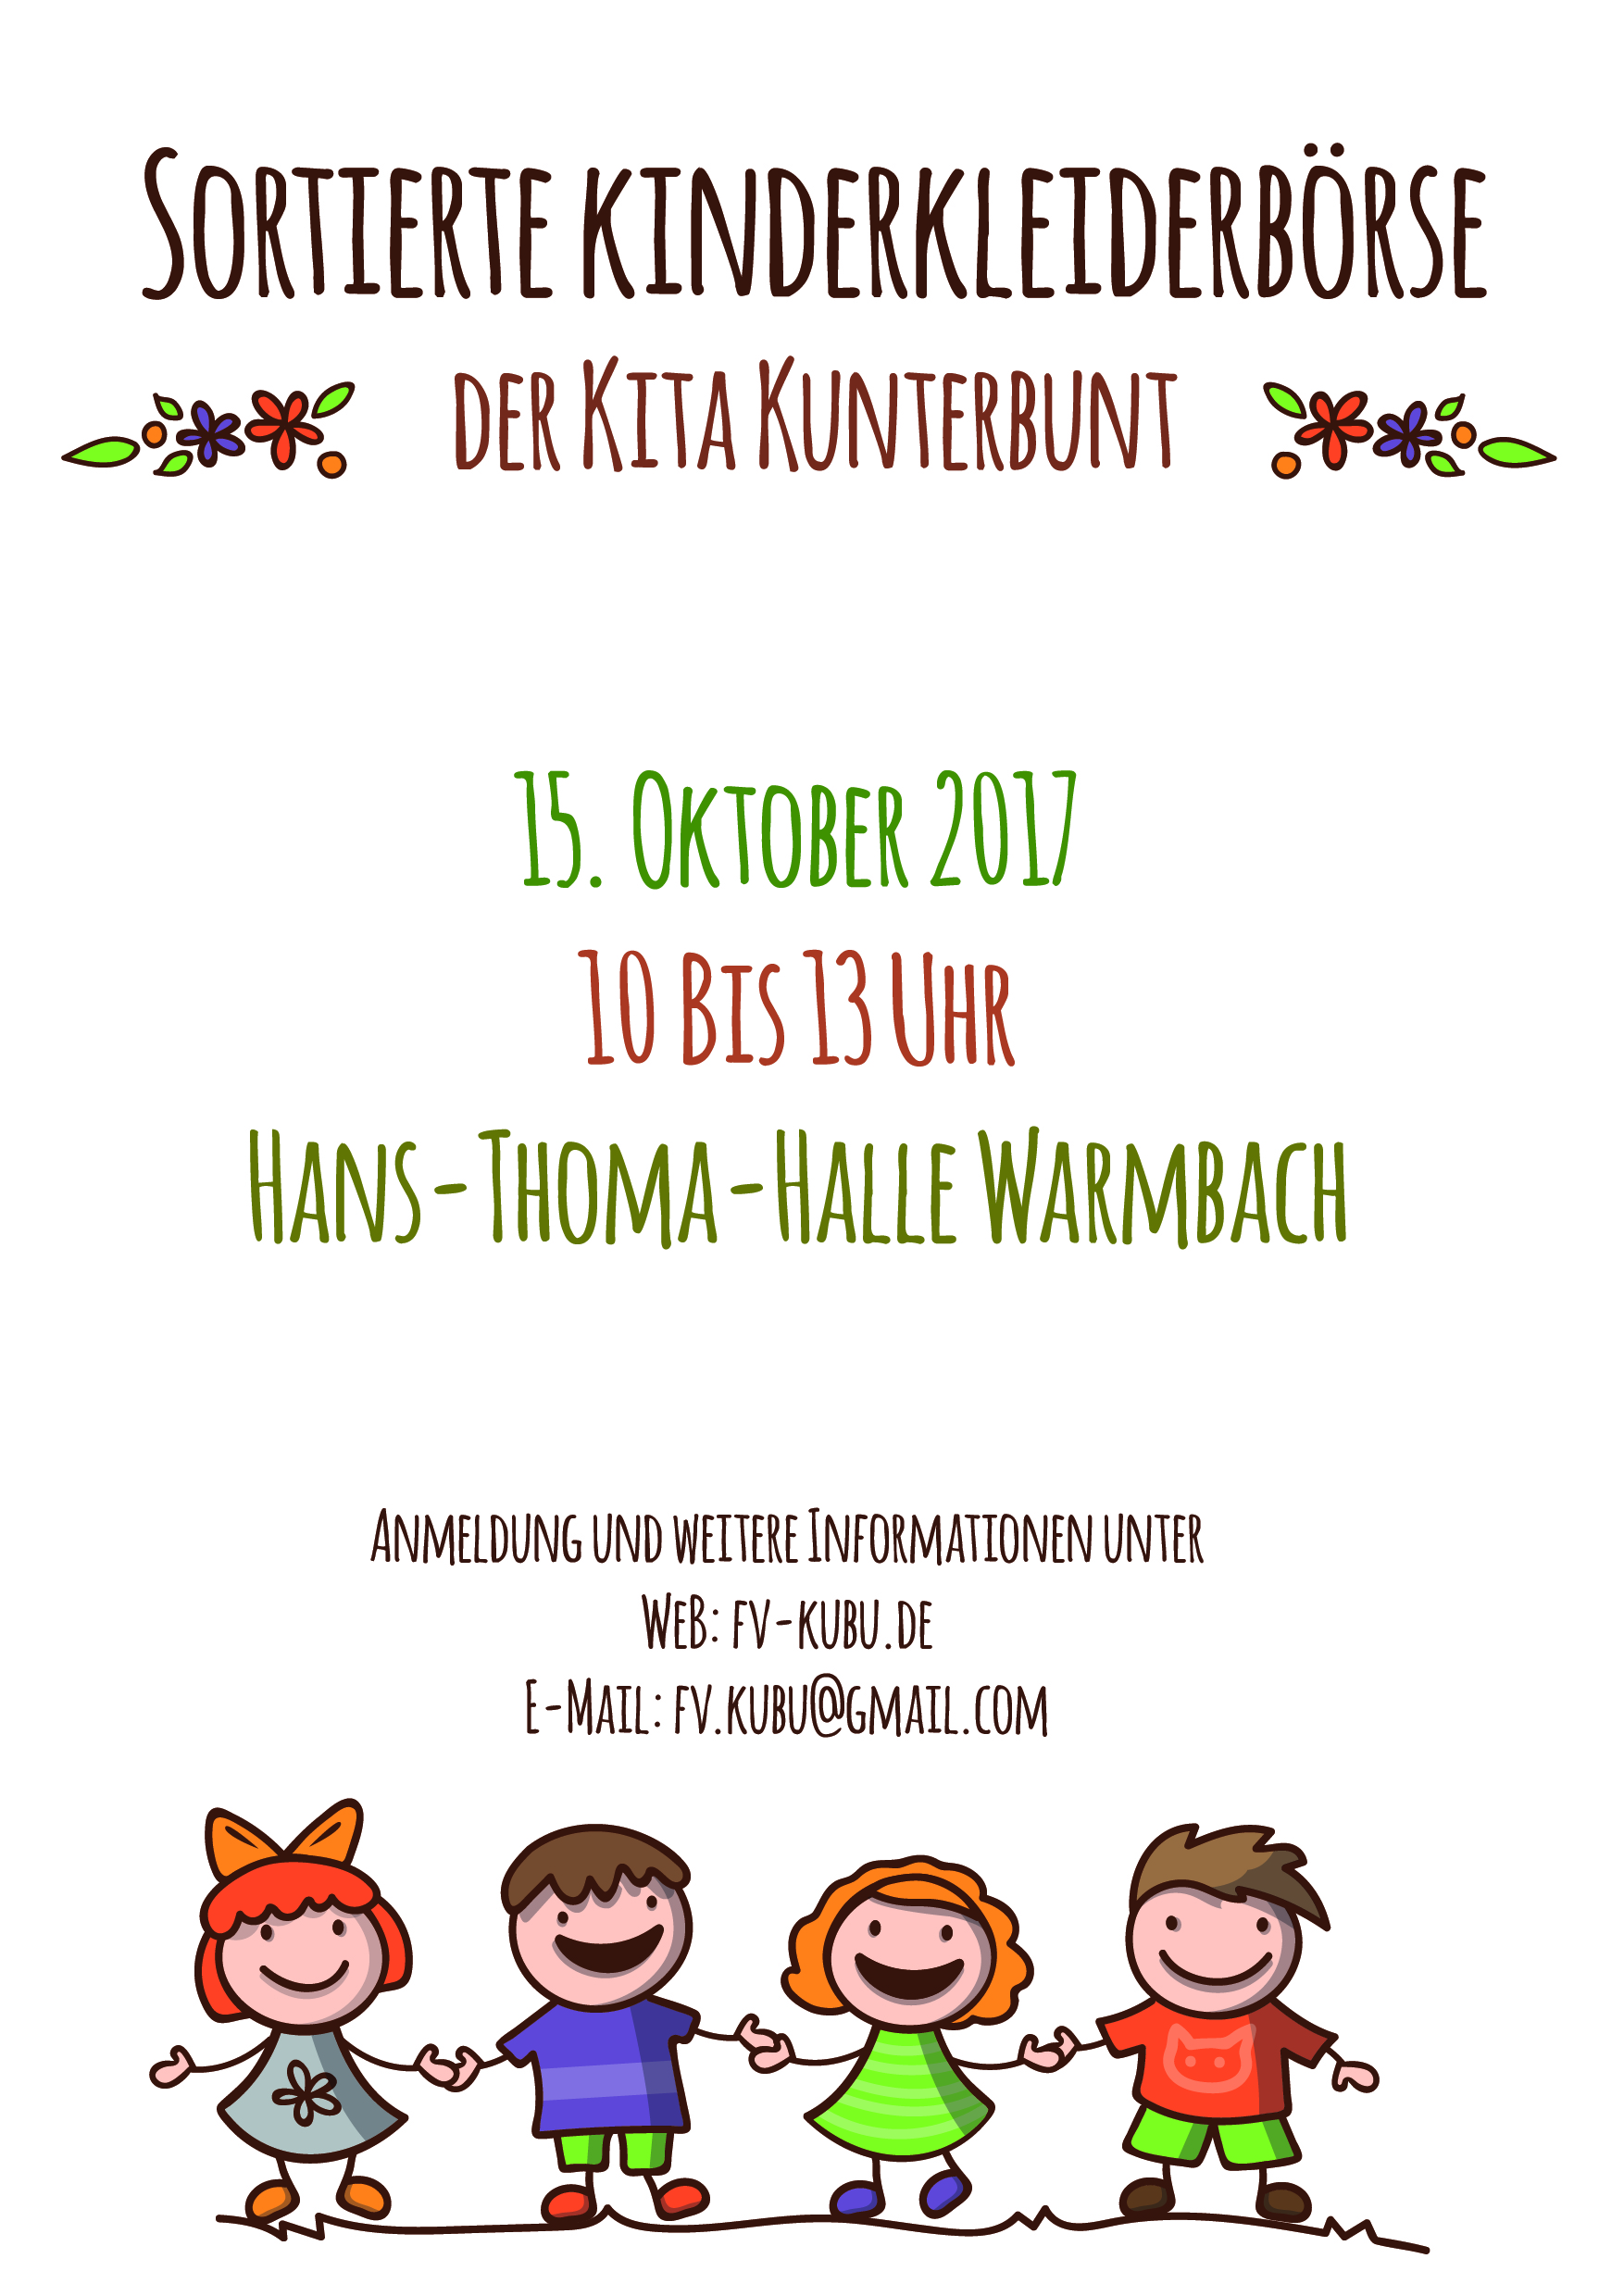 Sortierte Kinderkleiderbörse
der Kita Kunterbunt
15. Oktober 2017
10 Bis 13 Uhr
Hans-Thoma-Halle Warmbach
Anmeldung und weitere Informationen unter
Web: fv-kubu.de
E-Mail: fv.kubu@gmail.com